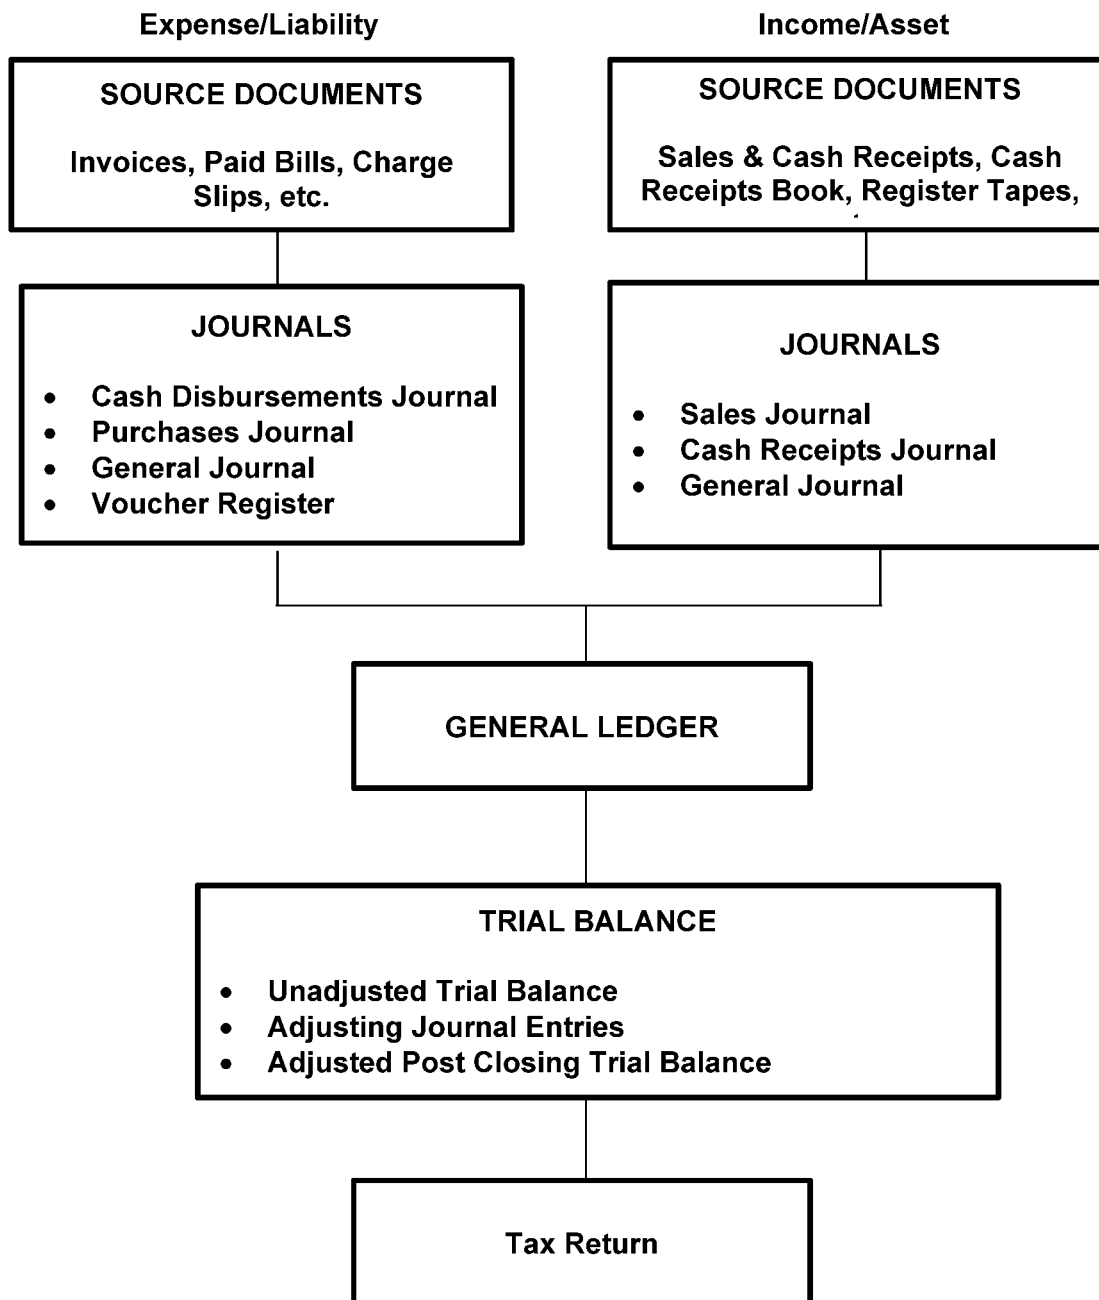 Expense/Liability
SOURCE DOCUMENTS
Invoices, Paid Bills, Charge
Slips, etc.
JOURNALS
• Cash Disbursements Journal
• Purchases Journal
• General Journal
• Voucher Register
Income/Asset
SOURCE DOCUMENTS
Sales & Cash Receipts, Cash
Receipts Book, Register Tapes,
JOURNALS
• Sales Journal
• Cash Receipts Journal
• General Journal
GENERAL LEDGER
TRIAL BALANCE
• Unadjusted Trial Balance
• Adjusting Journal Entries
• Adjusted Post Closing Trial Balance
Tax Return